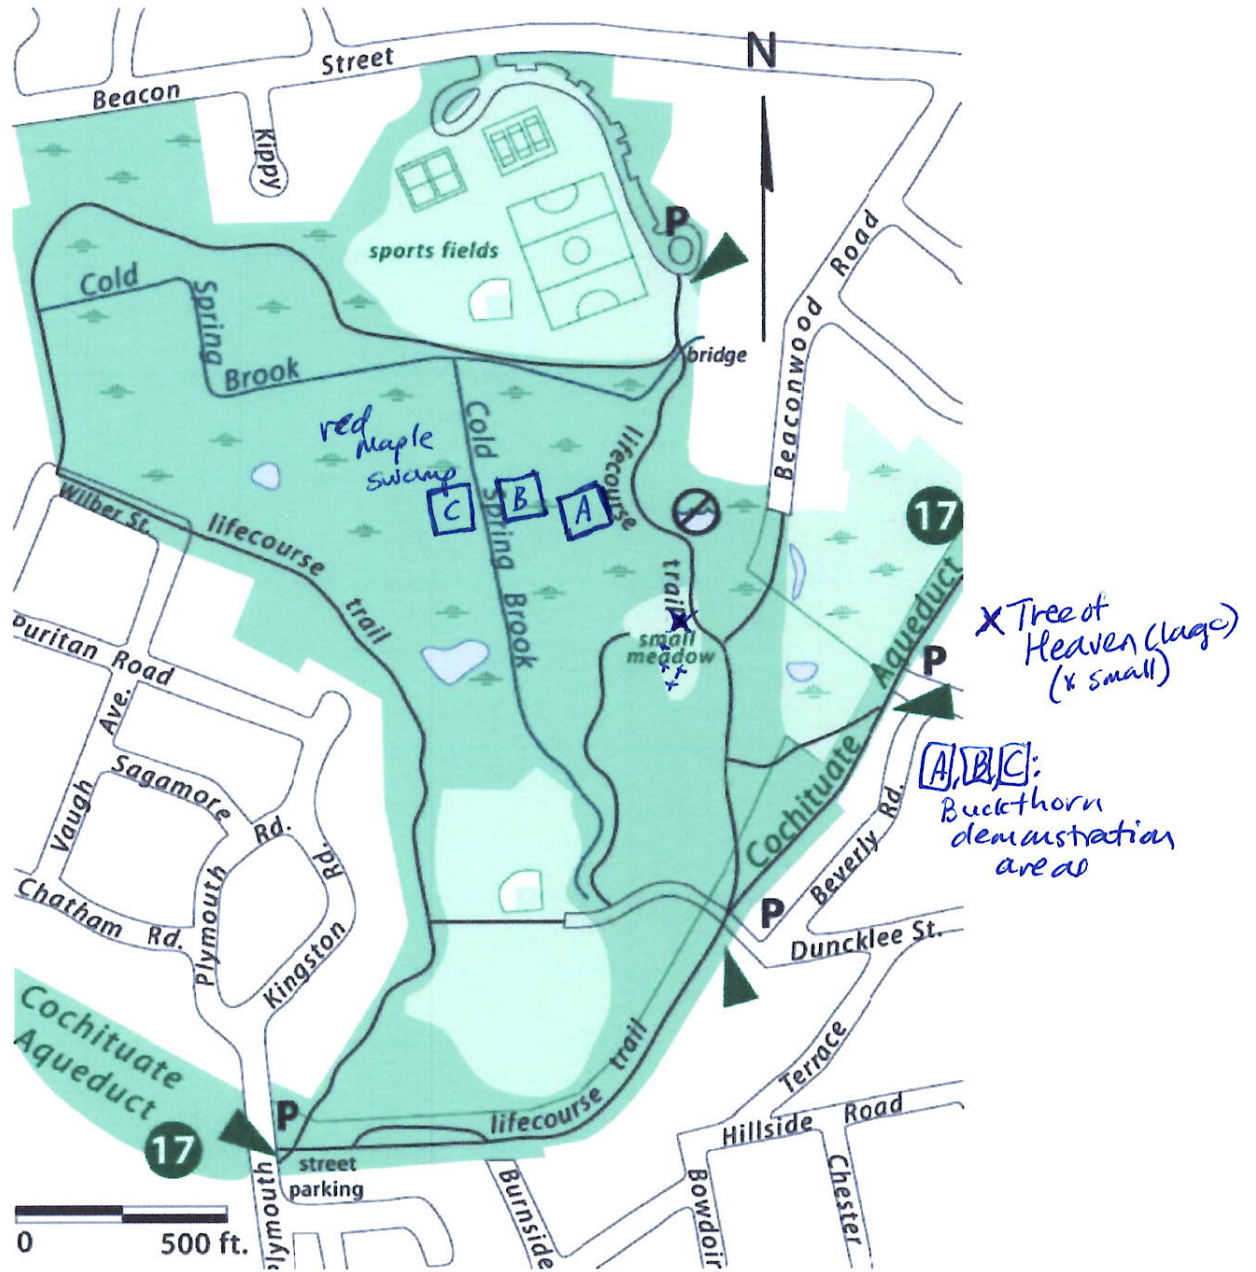 Beacon
Street
N
Kippy
P
sports fields
Cold
Spring
Brook
bridge
Beaconwood
Road
red
maple
swamp
Cold
Spring
Brook
C
B
A
lifecourse
trail
17
Wilber St.
lifecourse
trail
small
meadow
Aqueduct
P
X Tree of
Heaven (large)
(x small)
Puritan Road
Ave.
Vaugh
Sagamore
Rd.
Rd.
Cochituate
A, B, C:
Buckthorn
demonstration
areas
Beverly Rd.
Chatham Rd.
Plymouth
Kingston
P
Duncklee St.
Cochituate
Aqueduct
17
P
lifecourse
trail
Terrace
Hillside Road
street
parking
Plymouth
Burnside
Bowdoin
Chester
0 500 ft.